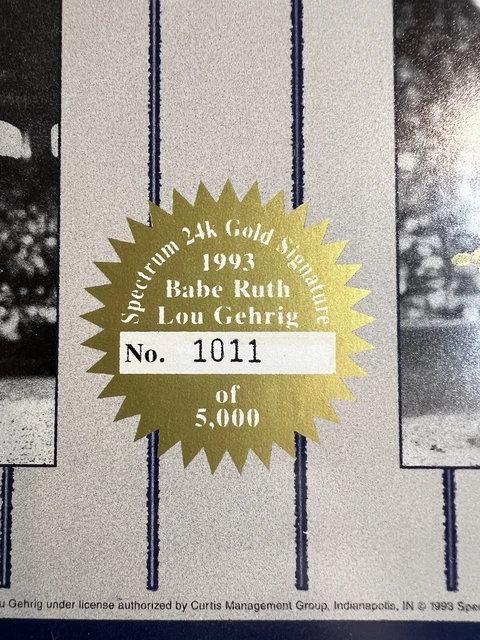 Spectrum 24k Gold Signature
1993
Babe Ruth
Lou Gehrig
No. 1011
of
5,000
Gehrig under license authorized by Curtis Management Group, Indianapolis, IN © 1993